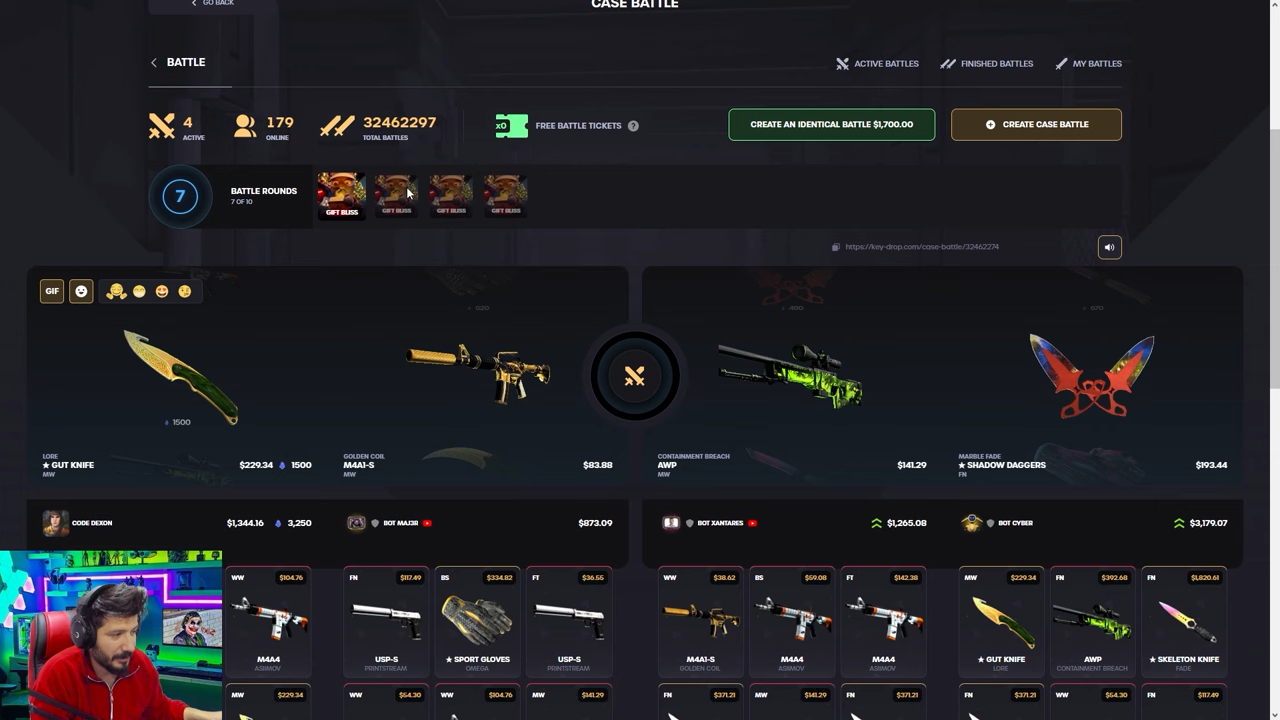 GO BACK
CASE BATTLE
BATTLE
ACTIVE BATTLES
FINISHED BATTLES
MY BATTLES
4
ACTIVE
179
ONLINE
32462297
TOTAL BATTLES
x0
FREE BATTLE TICKETS ?
CREATE AN IDENTICAL BATTLE $1,700.00
CREATE CASE BATTLE
7
BATTLE ROUNDS
7 OF 10
GIFT BLISS
GIFT BLISS
GIFT BLISS
GIFT BLISS
https://key-drop.com/case-battle/32462274
GIF
1500
LORE
★ GUT KNIFE
MW
$229.34 1500
GOLDEN COIL
M4A1-S
MW
$83.88
CONTAINMENT BREACH
AWP
MW
$141.29
MARBLE FADE
★ SHADOW DAGGERS
FN
$193.44
CODE DEXON
$1,344.16 3,250
BOT MAJ3R
$873.09
BOT XANTARES
$1,265.08
BOT CYBER
$3,179.07
WW $104.76
M4A4
ASIIMOV
FN $117.49
USP-S
PRINTSTREAM
BS $334.82
★ SPORT GLOVES
OMEGA
FT $36.55
USP-S
PRINTSTREAM
WW $38.62
M4A1-S
GOLDEN COIL
BS $59.08
M4A4
ASIIMOV
FT $142.38
M4A4
ASIIMOV
MW $229.34
★ GUT KNIFE
LORE
FN $392.68
AWP
CONTAINMENT BREACH
FN $1,820.61
★ SKELETON KNIFE
FADE
MW $229.34
WW $54.30
WW $104.76
MW $141.29
FN $371.21
MW $141.29
FN $371.21
FN $371.21
WW $54.30
FN $117.49